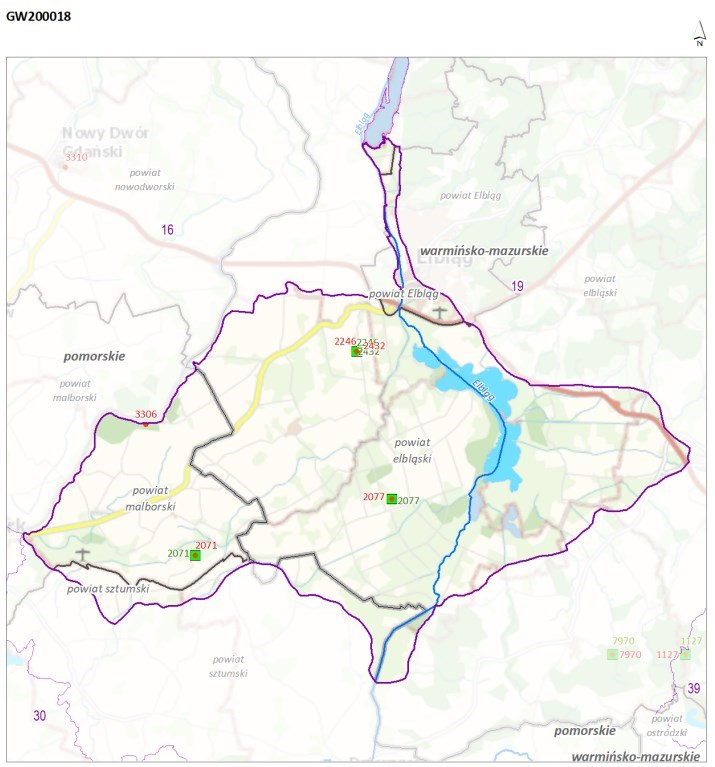 GW200018
N
Elbląg
Nowy Dwór
Gdański
3310
powiat
nowodworski
powiat Elbląg
16
warmińsko-mazurskie
Elbląg
19
powiat
elbląski
powiat Elbląg
2246
2246
2432
2432
pomorskie
powiat
malborski
Elbląg
3306
powiat
elbląski
powiat
malborski
2077
2077
2071
2071
powiat sztumski
powiat
sztumski
7970
7970
1127
1127
39
30
powiat
ostródzki
pomorskie
warmińsko-mazurskie